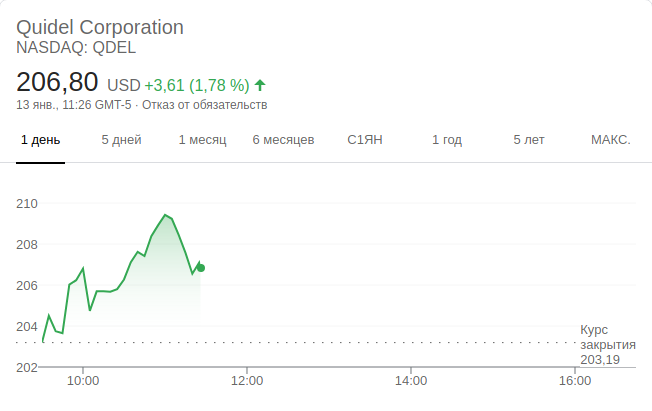 Quidel Corporation
NASDAQ: QDEL
206,80 USD +3,61 (1,78 %)
13 янв., 11:26 GMT-5 · Отказ от обязательств
1 день 5 дней 1 месяц 6 месяцев С1ЯН 1 год 5 лет МАКС.
210
208
206
204
202
Курс
закрытия
203,19
10:00 12:00 14:00 16:00